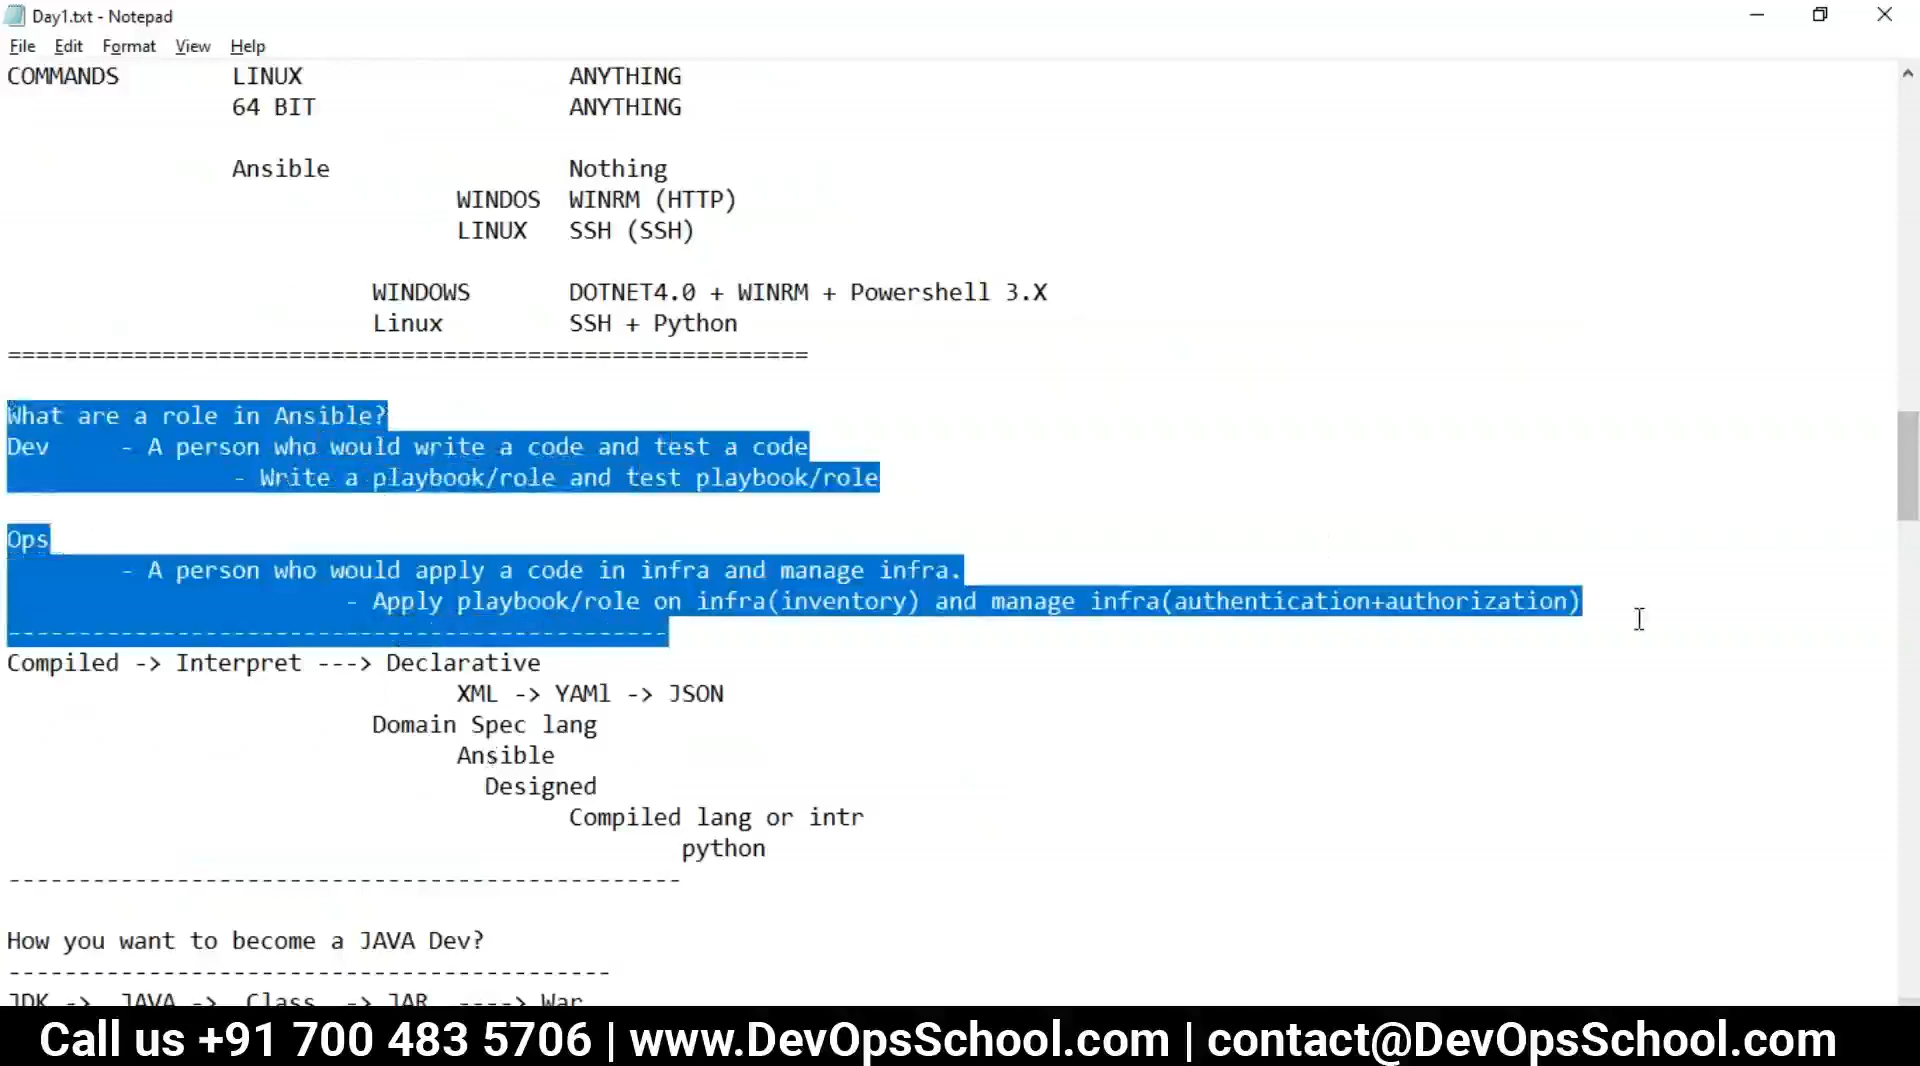 Day1.txt - Notepad
File Edit Format View Help
COMMANDS LINUX ANYTHING
64 BIT ANYTHING
Ansible Nothing
WINDOS WINRM (HTTP)
LINUX SSH (SSH)
WINDOWS DOTNET4.0 + WINRM + Powershell 3.X
Linux SSH + Python
=========================================================
What are a role in Ansible?
Dev - A person who would write a code and test a code
- Write a playbook/role and test playbook/role
Ops
- A person who would apply a code in infra and manage infra.
- Apply playbook/role on infra(inventory) and manage infra(authentication+authorization)
-----------------------------------------------
Compiled -> Interpret ---> Declarative
XML -> YAMl -> JSON
Domain Spec lang
Ansible
Designed
Compiled lang or intr
python
------------------------------------------------
How you want to become a JAVA Dev?
-------------------------------------------
JDK -> JAVA -> Class -> JAR ----> War
Call us +91 700 483 5706 | www.DevOpsSchool.com | contact@DevOpsSchool.com